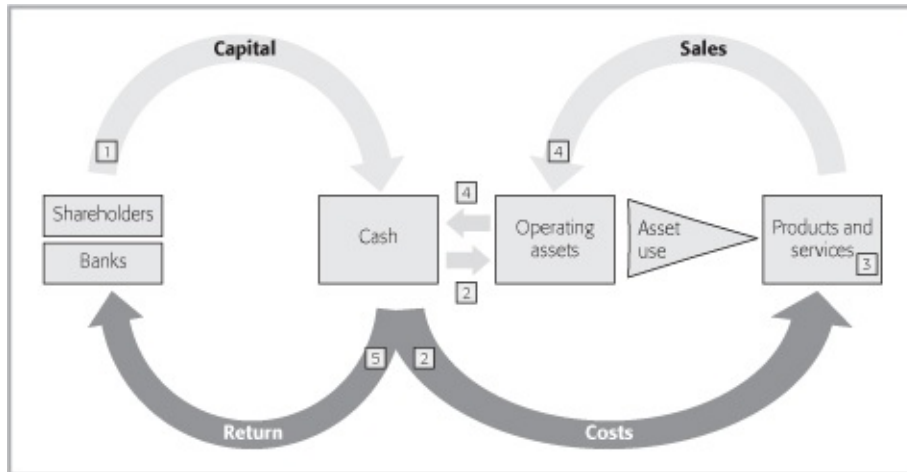 Capital
Sales
1
4
4
Shareholders
Banks
Cash
Operating
assets
Asset
use
Products and
services
3
2
5
2
Return
Costs